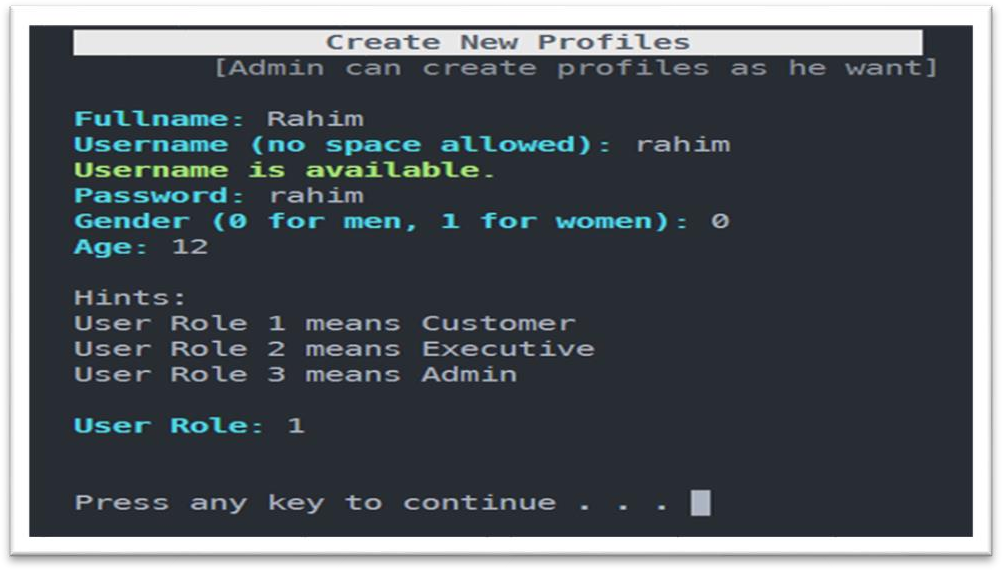 Create New Profiles
[Admin can create profiles as he want]
Fullname: Rahim
Username (no space allowed): rahim
Username is available.
Password: rahim
Gender (0 for men, 1 for women): 0
Age: 12
Hints:
User Role 1 means Customer
User Role 2 means Executive
User Role 3 means Admin
User Role: 1
Press any key to continue . . .